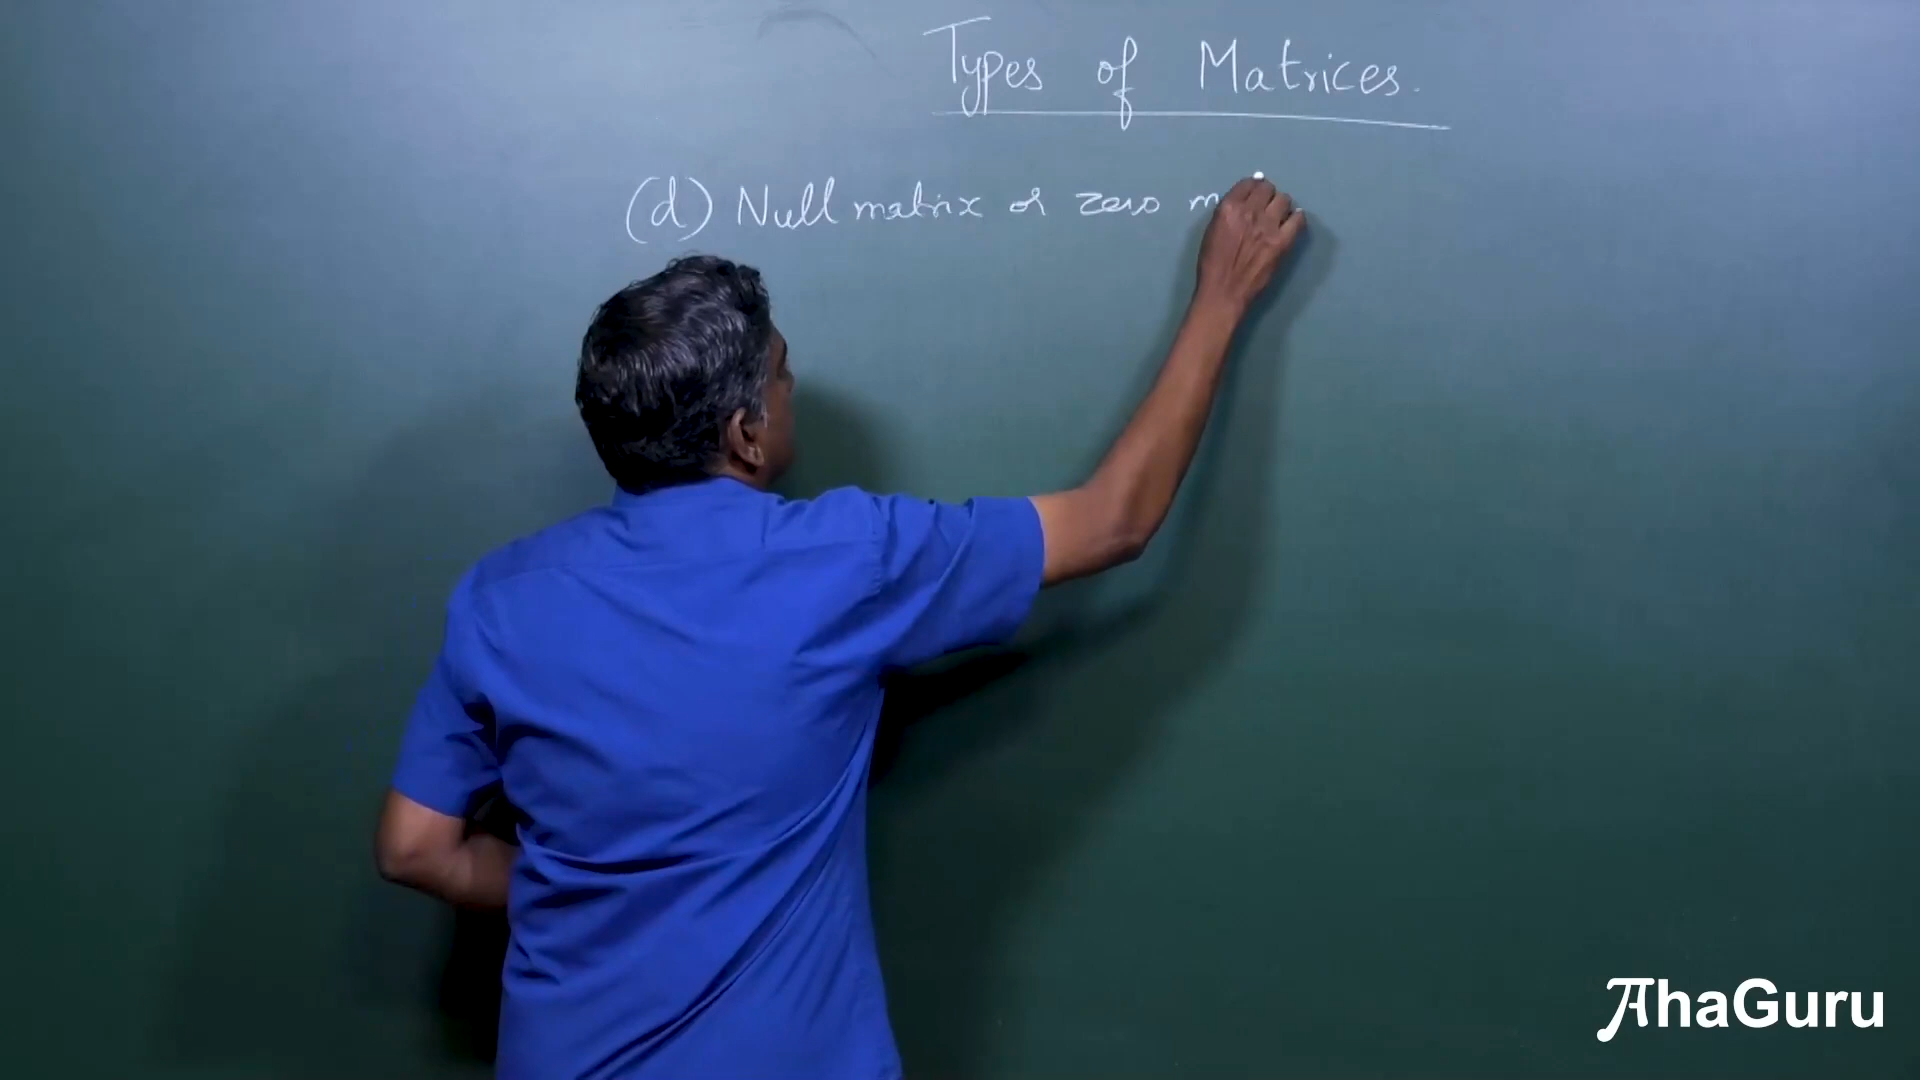 Types of Matrices.
(d) Null matrix or zero
AhaGuru